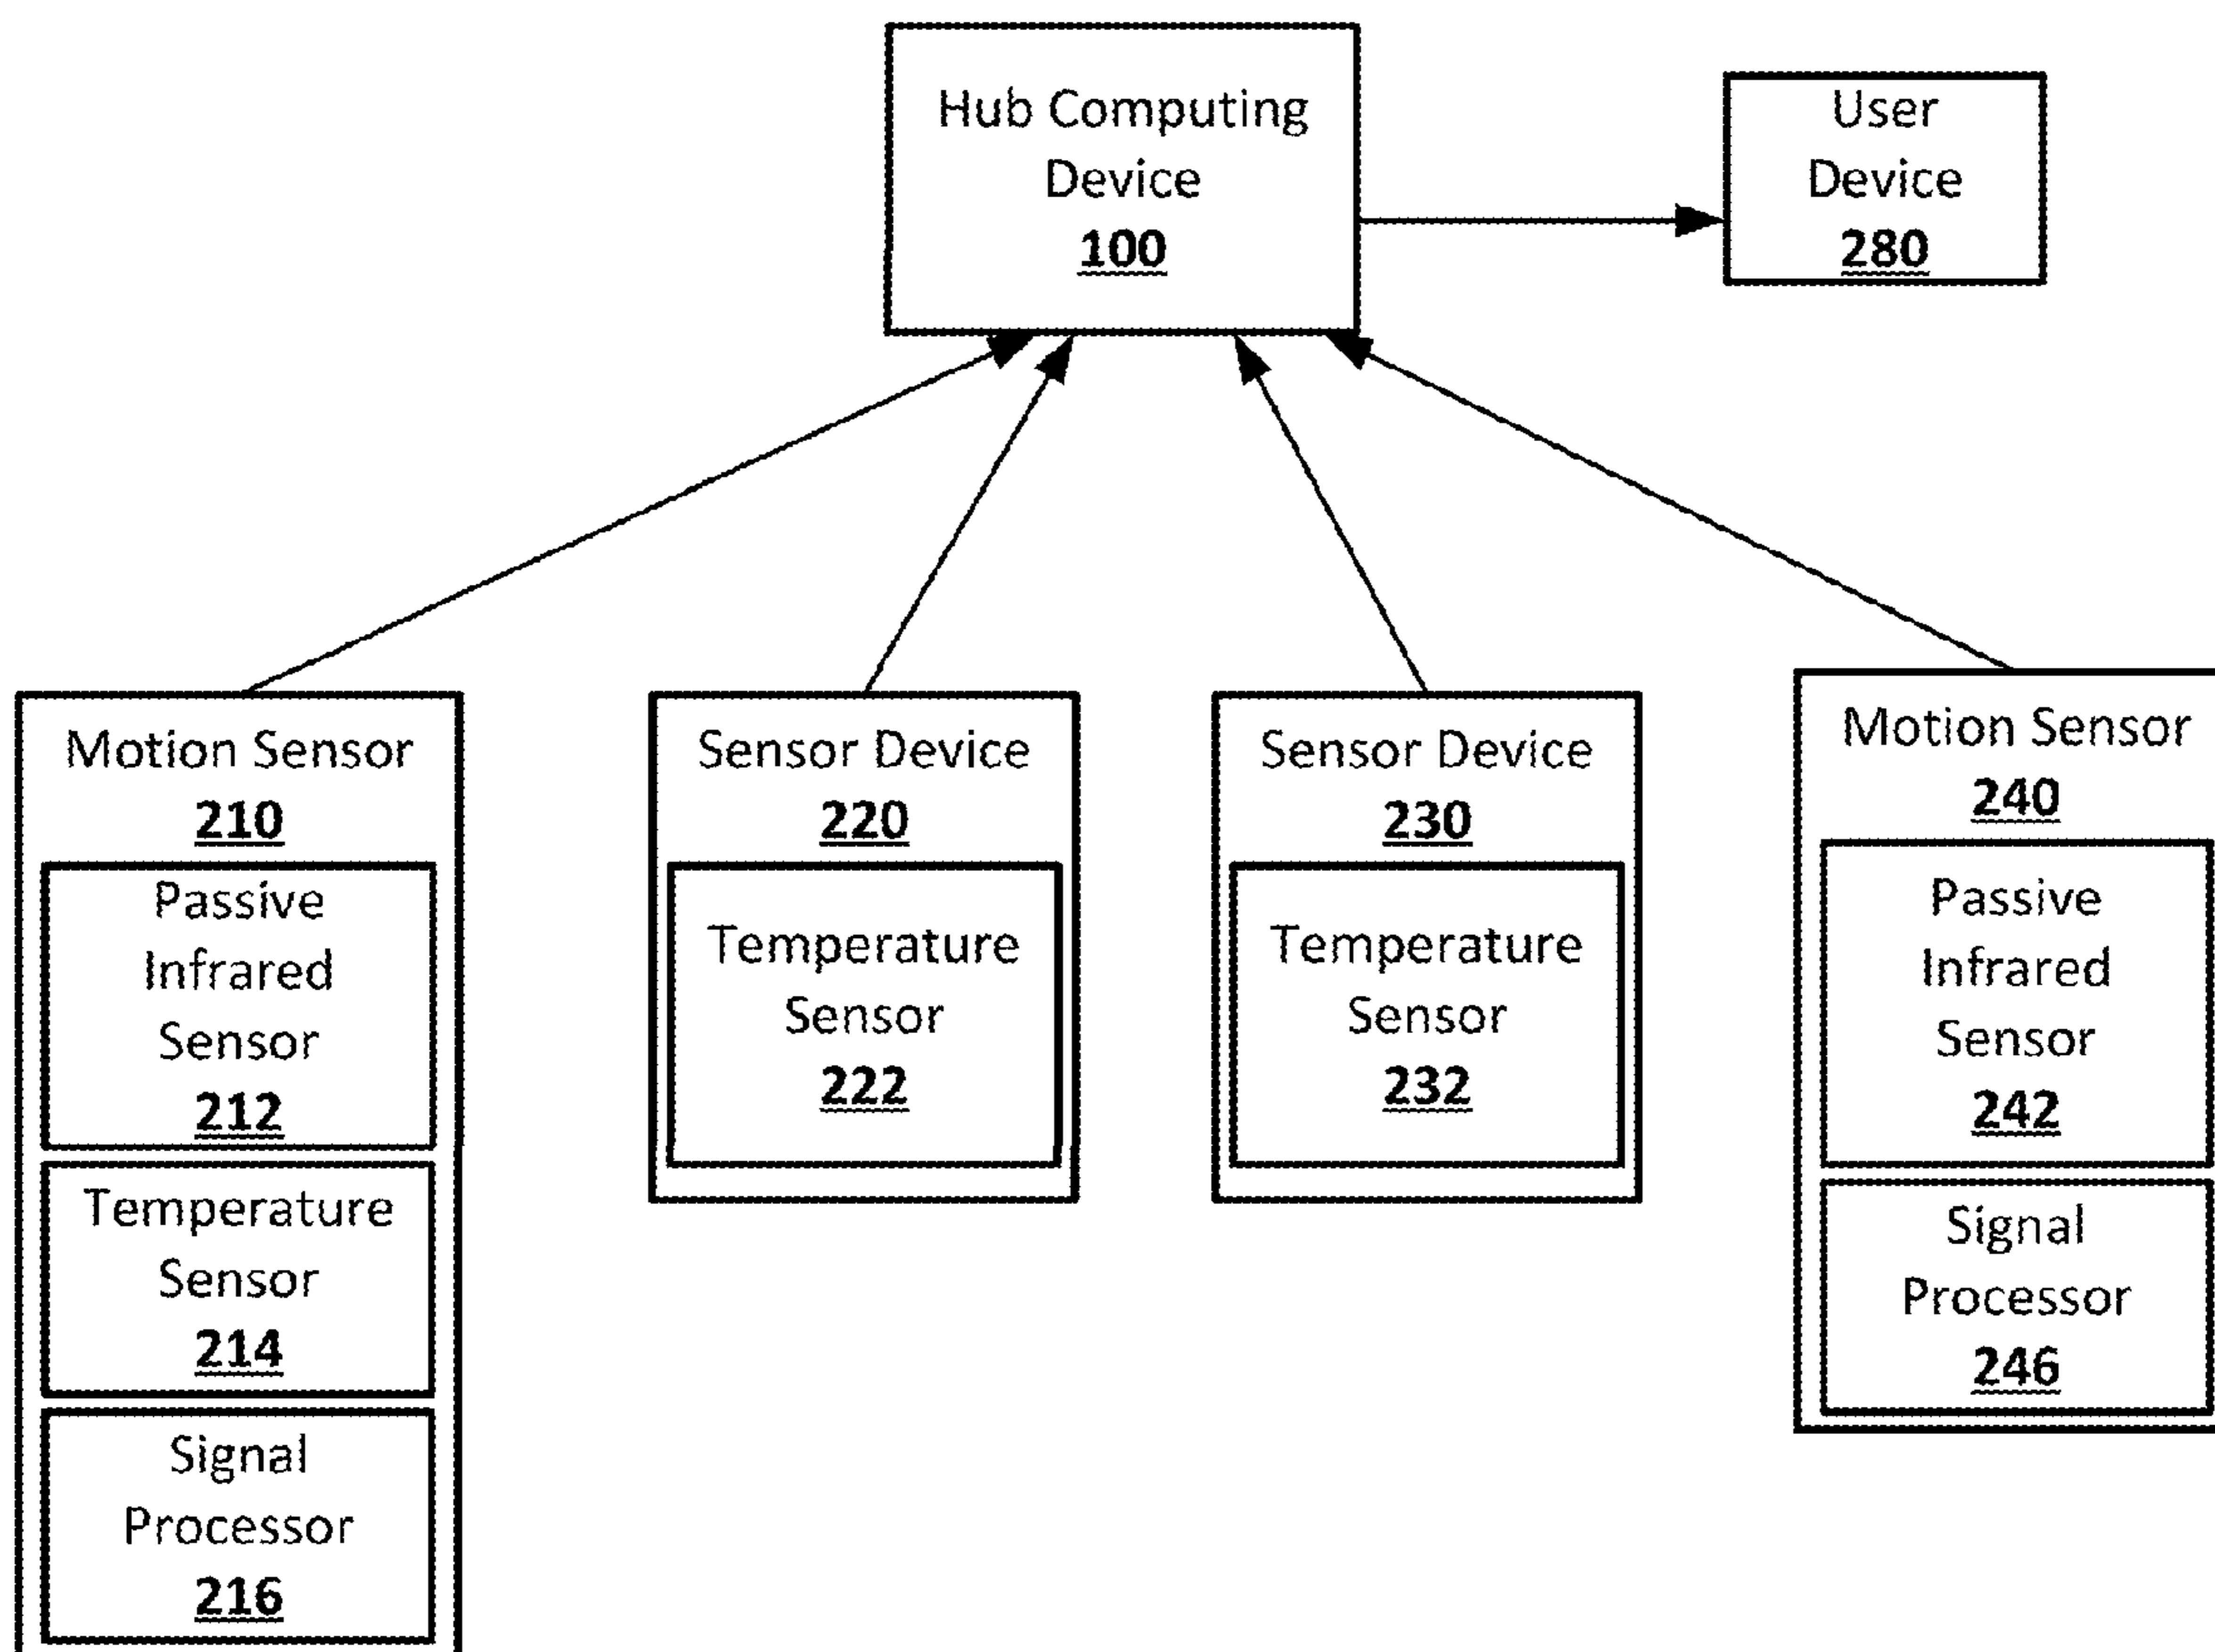 Hub Computing
Device
100
User
Device
280
Motion Sensor
210
Passive
Infrared
Sensor
212
Temperature
Sensor
214
Signal
Processor
216
Sensor Device
220
Temperature
Sensor
222
Sensor Device
230
Temperature
Sensor
232
Motion Sensor
240
Passive
Infrared
Sensor
242
Signal
Processor
246